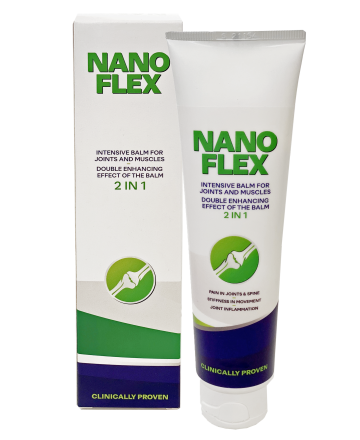 NANO
FLEX
INTENSIVE BALM FOR
JOINTS AND MUSCLES
DOUBLE ENHANCING
EFFECT OF THE BALM
2 IN 1
CLINICALLY PROVEN
NANO
FLEX
INTENSIVE BALM FOR
JOINTS AND MUSCLES
DOUBLE ENHANCING
EFFECT OF THE BALM
2 IN 1
PAIN IN JOINTS & SPINE
STIFFNESS IN MOVEMENT
JOINT INFLAMMATION
CLINICALLY PROVEN